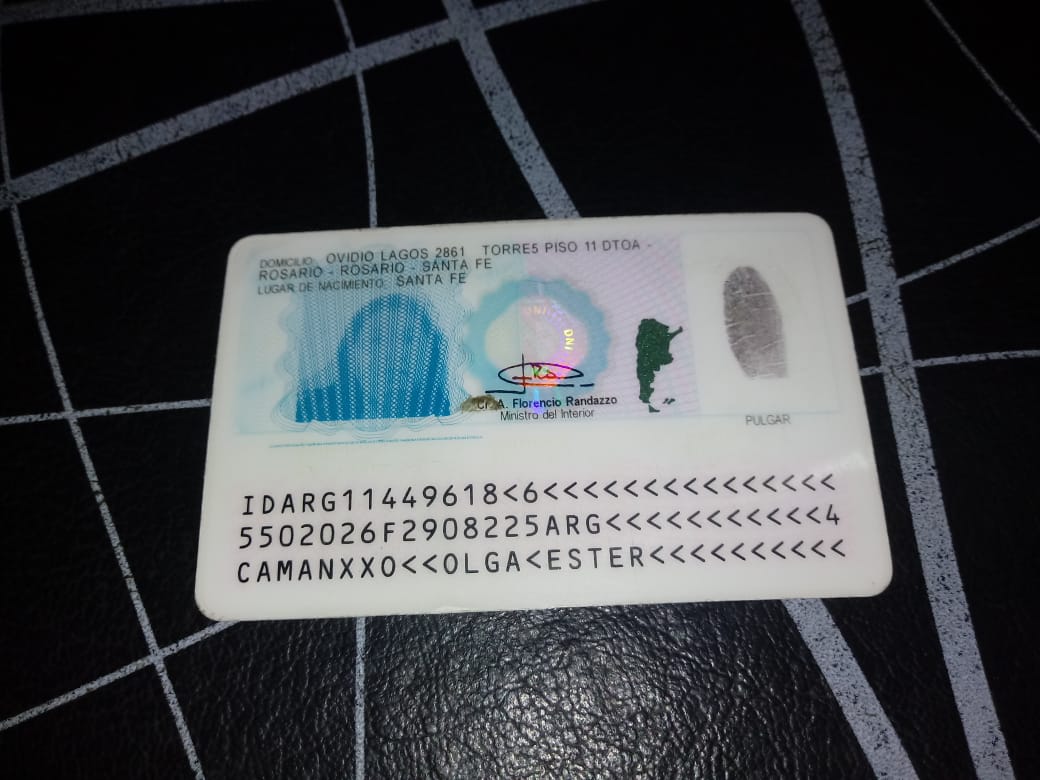 DOMICILIO: OVIDIO LAGOS 2861 TORRE5 PISO 11 DTOA -
ROSARIO - ROSARIO - SANTA FE
LUGAR DE NACIMIENTO: SANTA FE
DNI
A. Florencio Randazzo
Ministro del Interior
PULGAR
IDARG11449618<6<<<<<<<<<<<<<<<
5502026F2908225ARG<<<<<<<<<<<4
CAMANXXO<<OLGA<ESTER<<<<<<<<<<